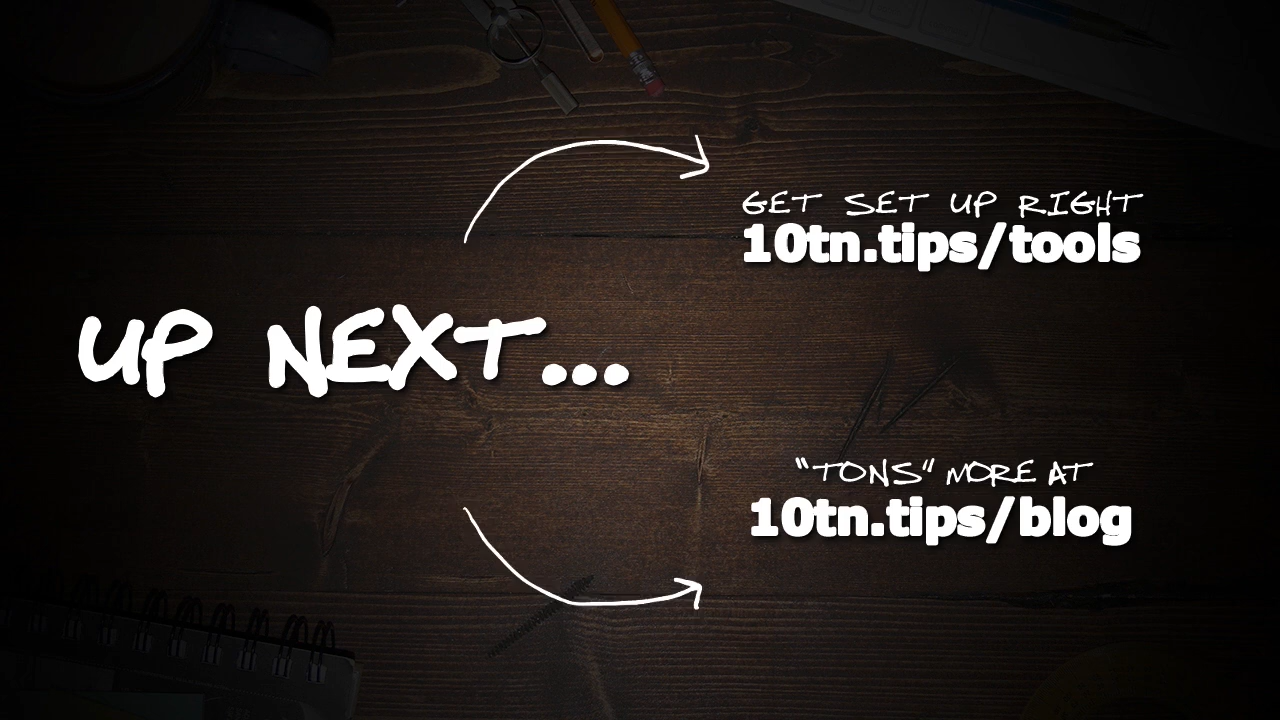 GET SET UP RIGHT
10tn.tips/tools
UP NEXT...
"TONS" MORE AT
10tn.tips/blog